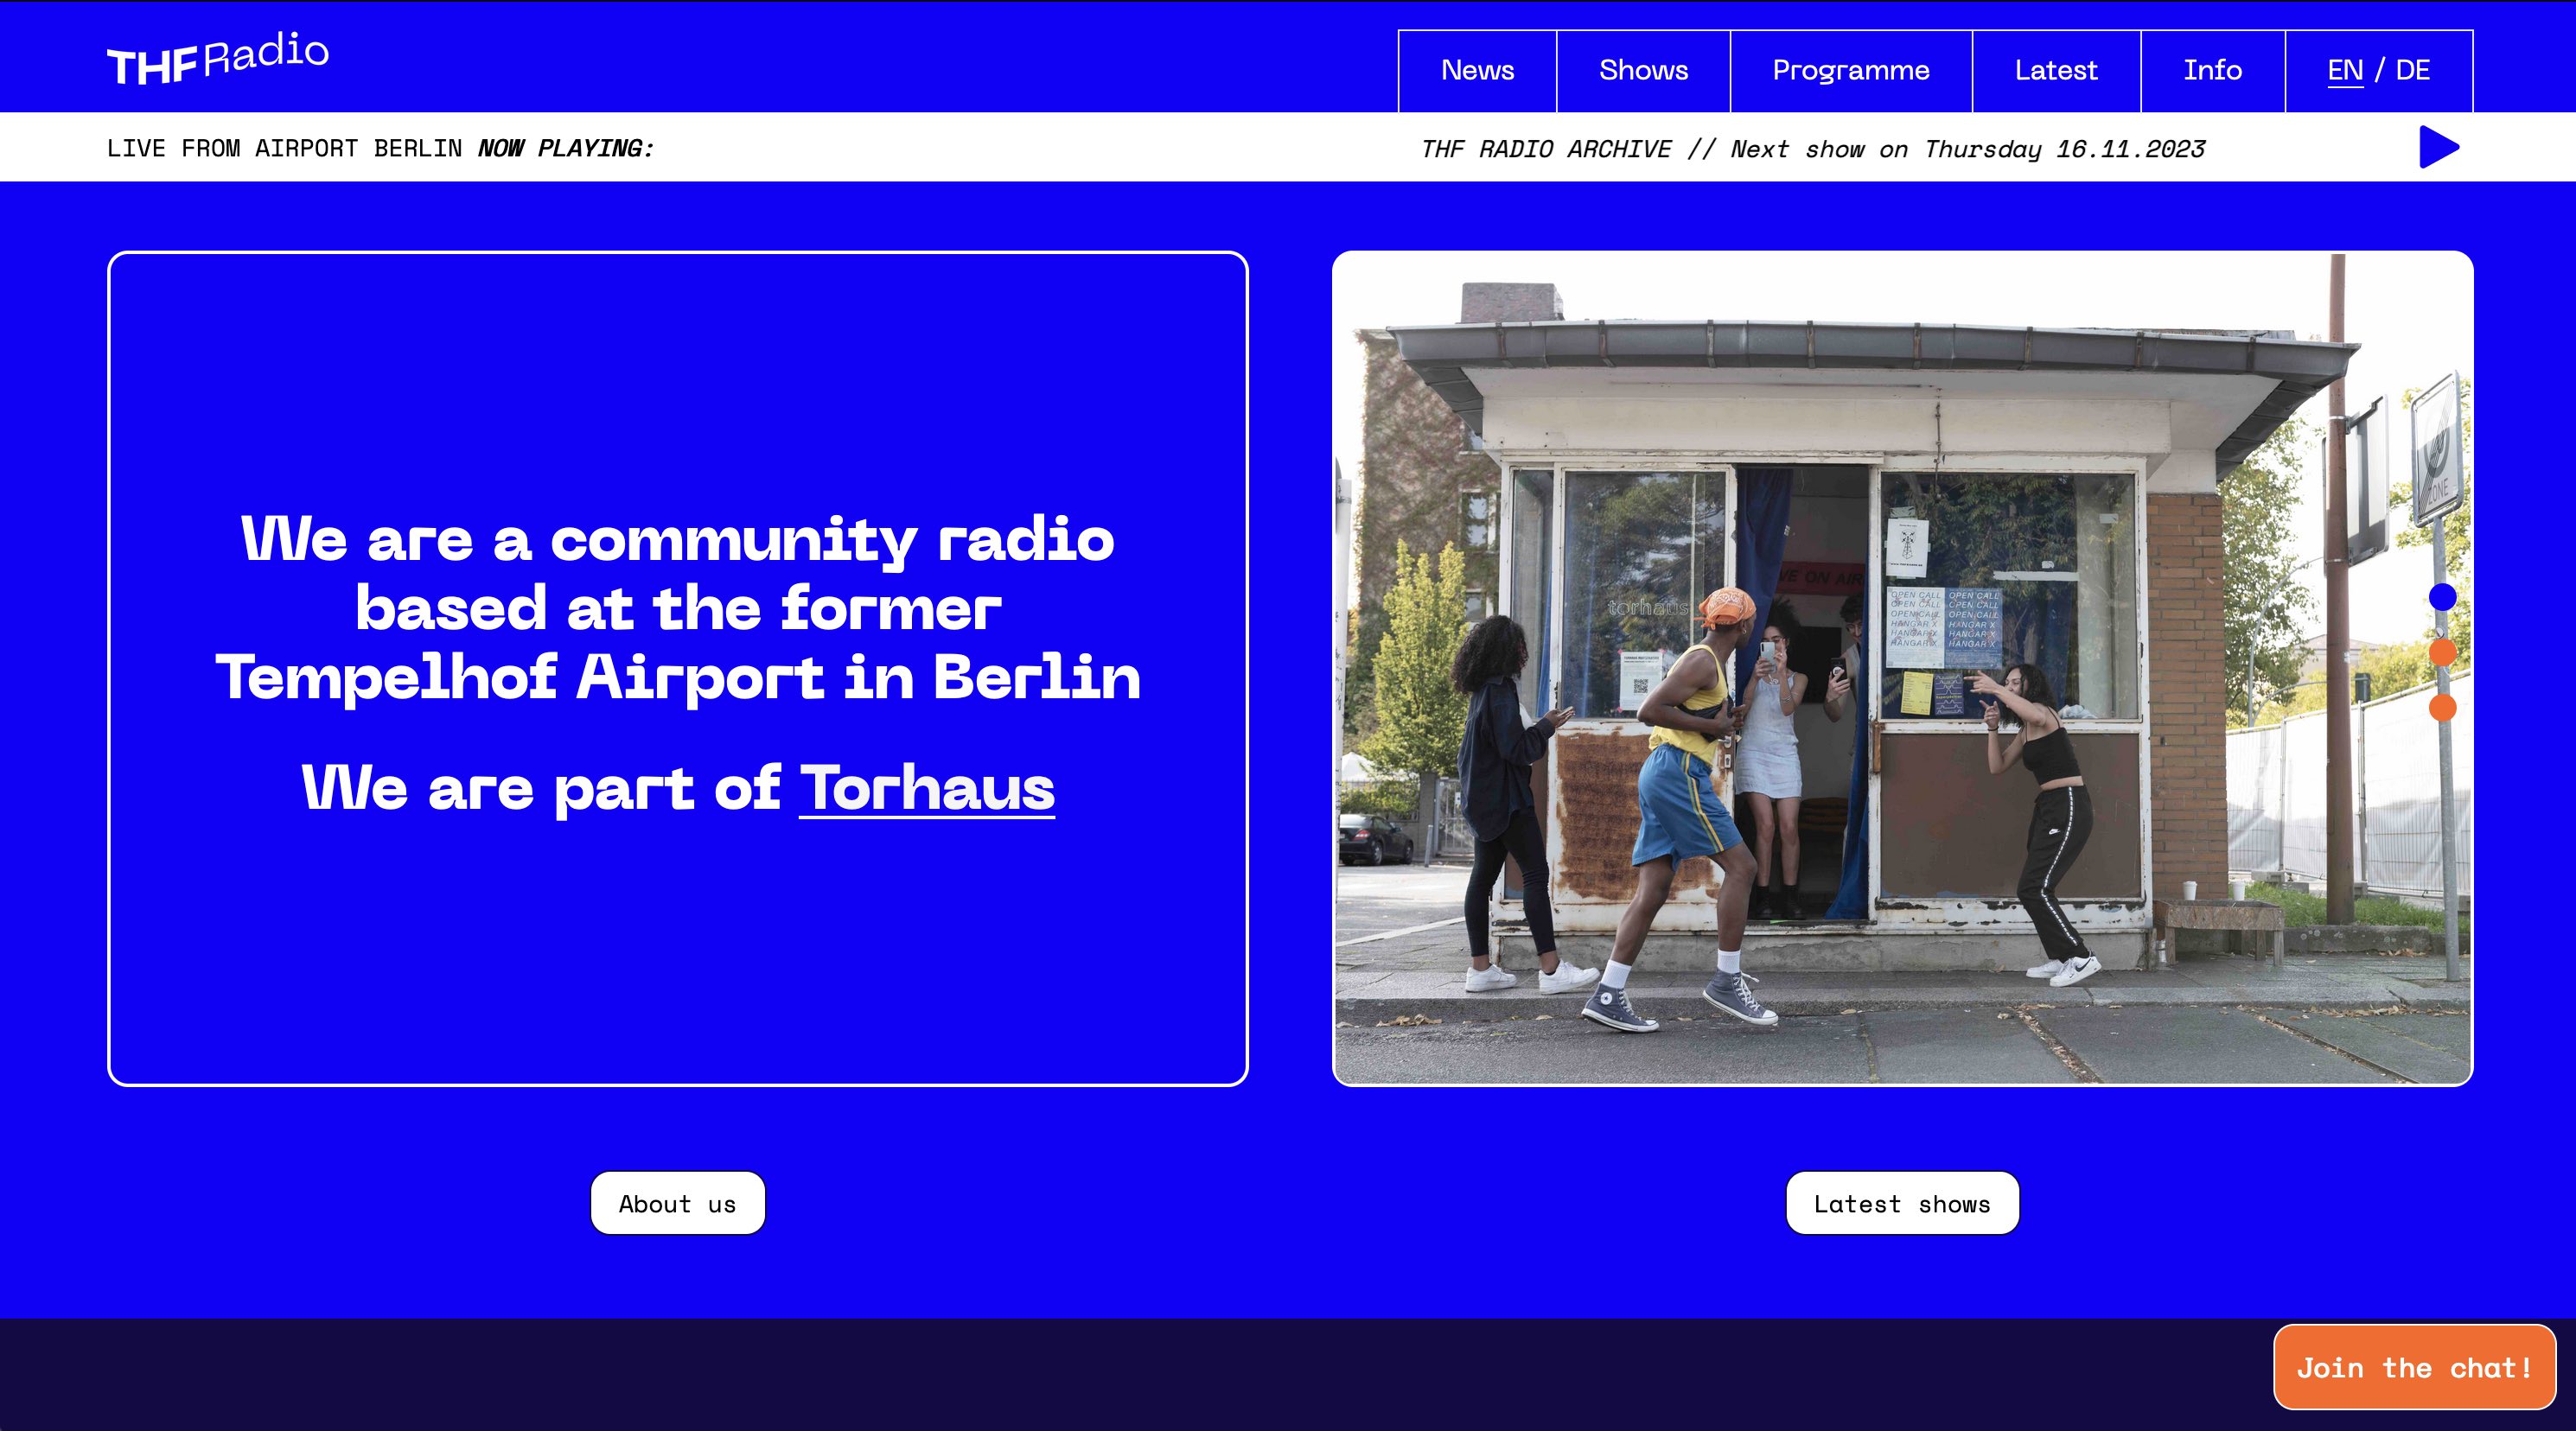 THF Radio
News
Shows
Programme
Latest
Info
EN / DE
LIVE FROM AIRPORT BERLIN NOW PLAYING:
THF RADIO ARCHIVE // Next show on Thursday 16.11.2023
We are a community radio
based at the former
Tempelhof Airport in Berlin
We are part of Torhaus
VE ON AIR
torhaus
OPEN CALL
OPEN CALL
OPEN CALL
HANGAR X
HANGAR X
HANGAR X
OPEN CALL
OPEN CALL
OPEN CALL
HANGAR X
HANGAR X
HANGAR X
ZONE
About us
Latest shows
Join the chat!